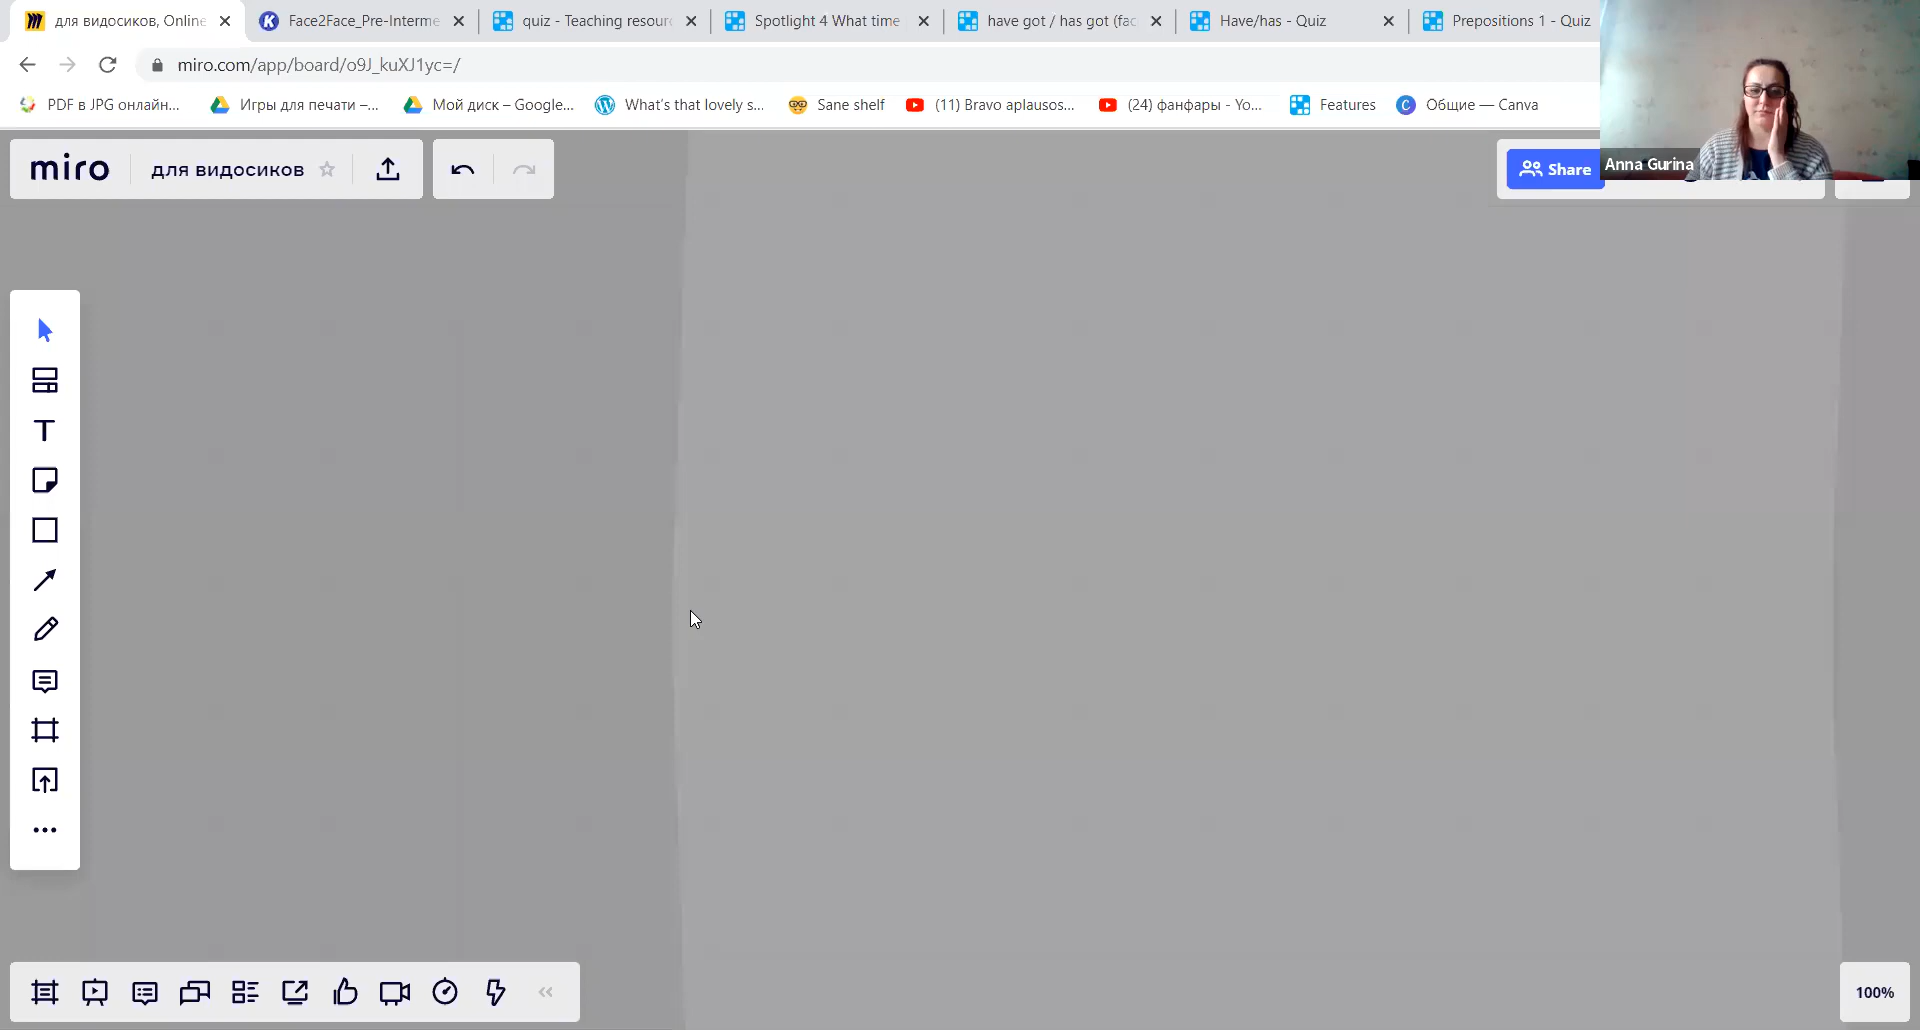 для видосиков, Online
Face2Face_Pre-Interme
quiz - Teaching resourc
Spotlight 4 What time
have got / has got (fac
Have/has - Quiz
Prepositions 1 - Quiz
miro.com/app/board/o9J_kuXJ1yc=/
PDF в JPG онлайн...
Игры для печати –...
Мой диск – Google...
What's that lovely s...
Sane shelf
(11) Bravo aplausos...
(24) фанфары - Yo...
Features
Общие — Canva
miro
для видосиков
Share
Anna Gurina
100%